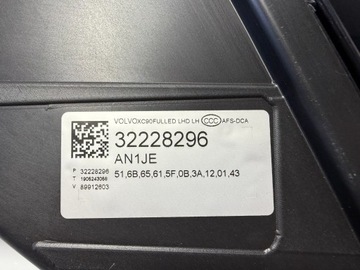 VOLVOXC90FULLED LHD LH CCC AFS-DCA
32228296
AN1JE
51,6B,65,61,5F,0B,3A,12,01,43
P 32228296
T 1906243056
V 89912603